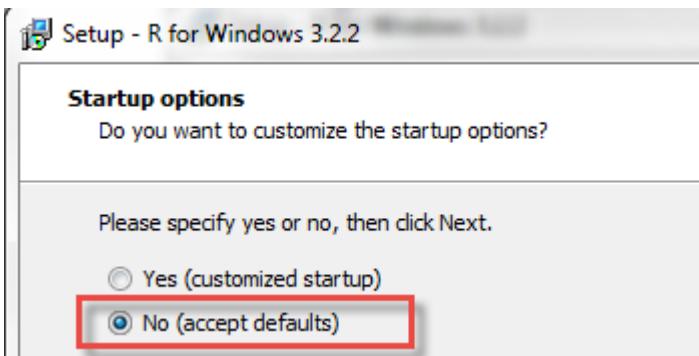 Setup - R for Windows 3.2.2
Startup options
Do you want to customize the startup options?
Please specify yes or no, then click Next.
Yes (customized startup)
No (accept defaults)